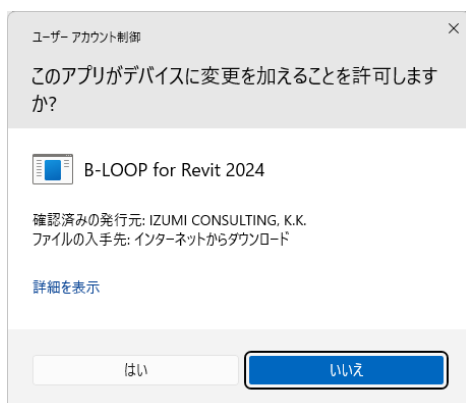 ユーザー アカウント制御
このアプリがデバイスに変更を加えることを許可します
か?
B-LOOP for Revit 2024
確認済みの発行元: IZUMI CONSULTING, K.K.
ファイルの入手先: インターネットからダウンロード
詳細を表示
はい
いいえ